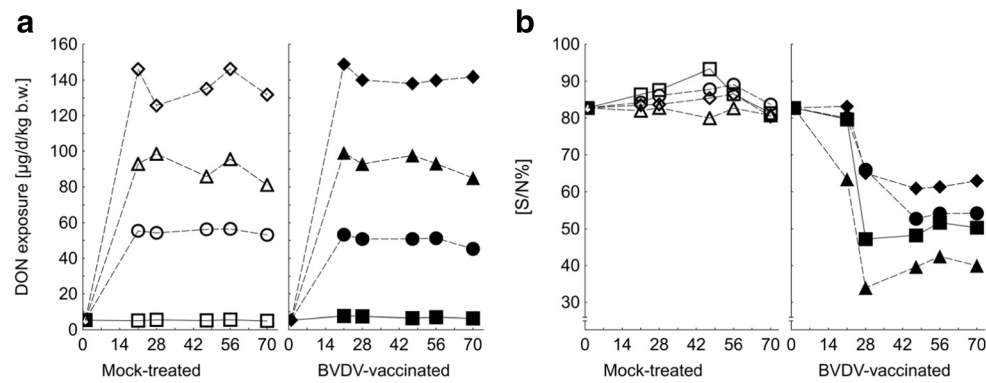 a
b
DON exposure [µg/d/kg b.w.]
160
140
120
100
80
60
40
20
0
0 14 28 42 56 70
0 14 28 42 56 70
Mock-treated
BVDV-vaccinated
[S/N%]
100
90
80
70
60
50
40
30
0 14 28 42 56 70
0 14 28 42 56 70
Mock-treated
BVDV-vaccinated